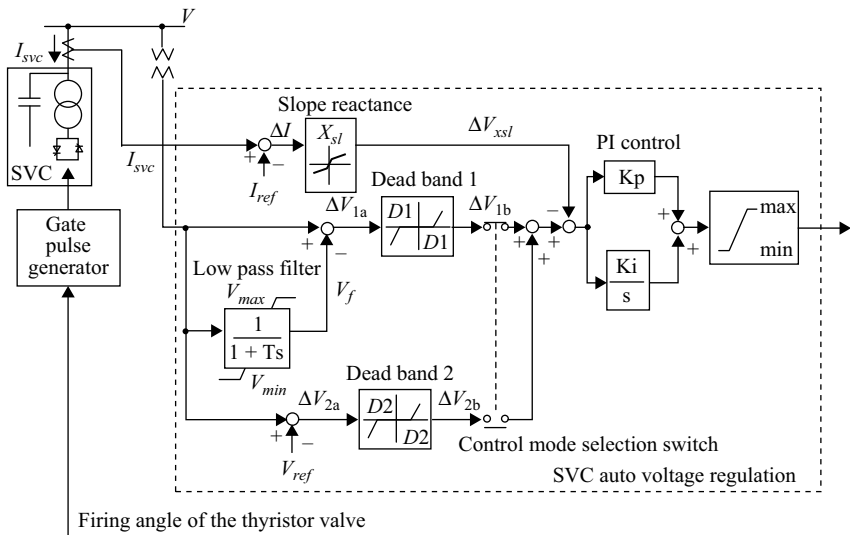 V
I_svc
SVC
Gate
pulse
generator
I_svc
Slope reactance
ΔI
X_sl
ΔV_xsl
+
−
I_ref
PI control
Kp
Ki
s
+
+
max
min
ΔV_1a
Dead band 1
D1
D1
ΔV_1b
+
−
+
+
−
+
Low pass filter
V_max
V_f
1
1 + Ts
V_min
Dead band 2
ΔV_2a
D2
D2
ΔV_2b
+
−
V_ref
Control mode selection switch
SVC auto voltage regulation
Firing angle of the thyristor valve